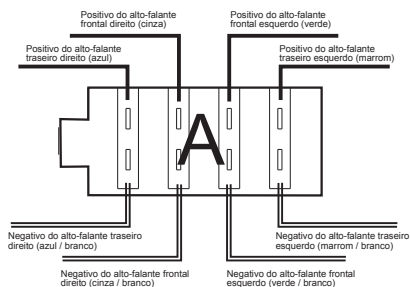 Positivo do alto-falante
frontal direito (cinza)
Positivo do alto-falante
frontal esquerdo (verde)
Positivo do alto-falante
traseiro direito (azul)
Positivo do alto-falante
traseiro esquerdo (marrom)
A
Negativo do alto-falante traseiro
direito (azul / branco)
Negativo do alto-falante traseiro
esquerdo (marrom / branco)
Negativo do alto-falante frontal
direito (cinza / branco)
Negativo do alto-falante frontal
esquerdo (verde / branco)